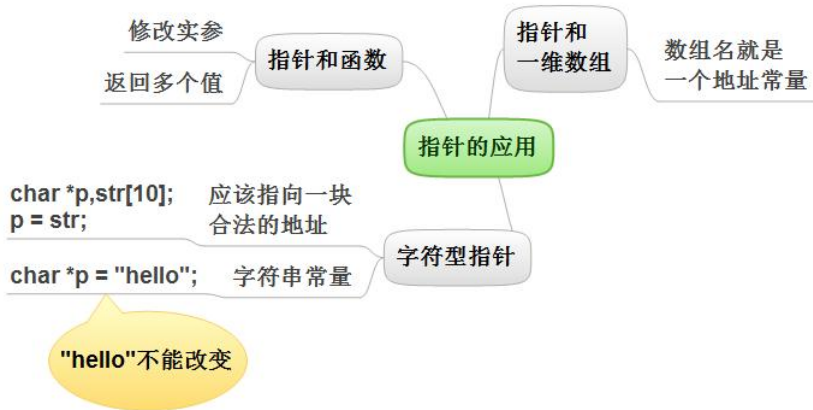 修改实参
返回多个值
指针和函数
指针和
一维数组
数组名就是
一个地址常量
指针的应用
char *p,str[10];
p = str;
应该指向一块
合法的地址
字符型指针
char *p = "hello";
字符串常量
"hello"不能改变